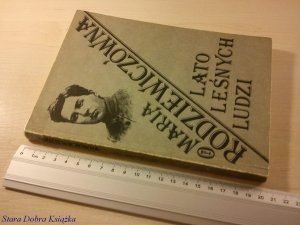 MARIA
RODZIEWICZÓWNA
LATO
LEŚNYCH
LUDZI
Stara Dobra Książka